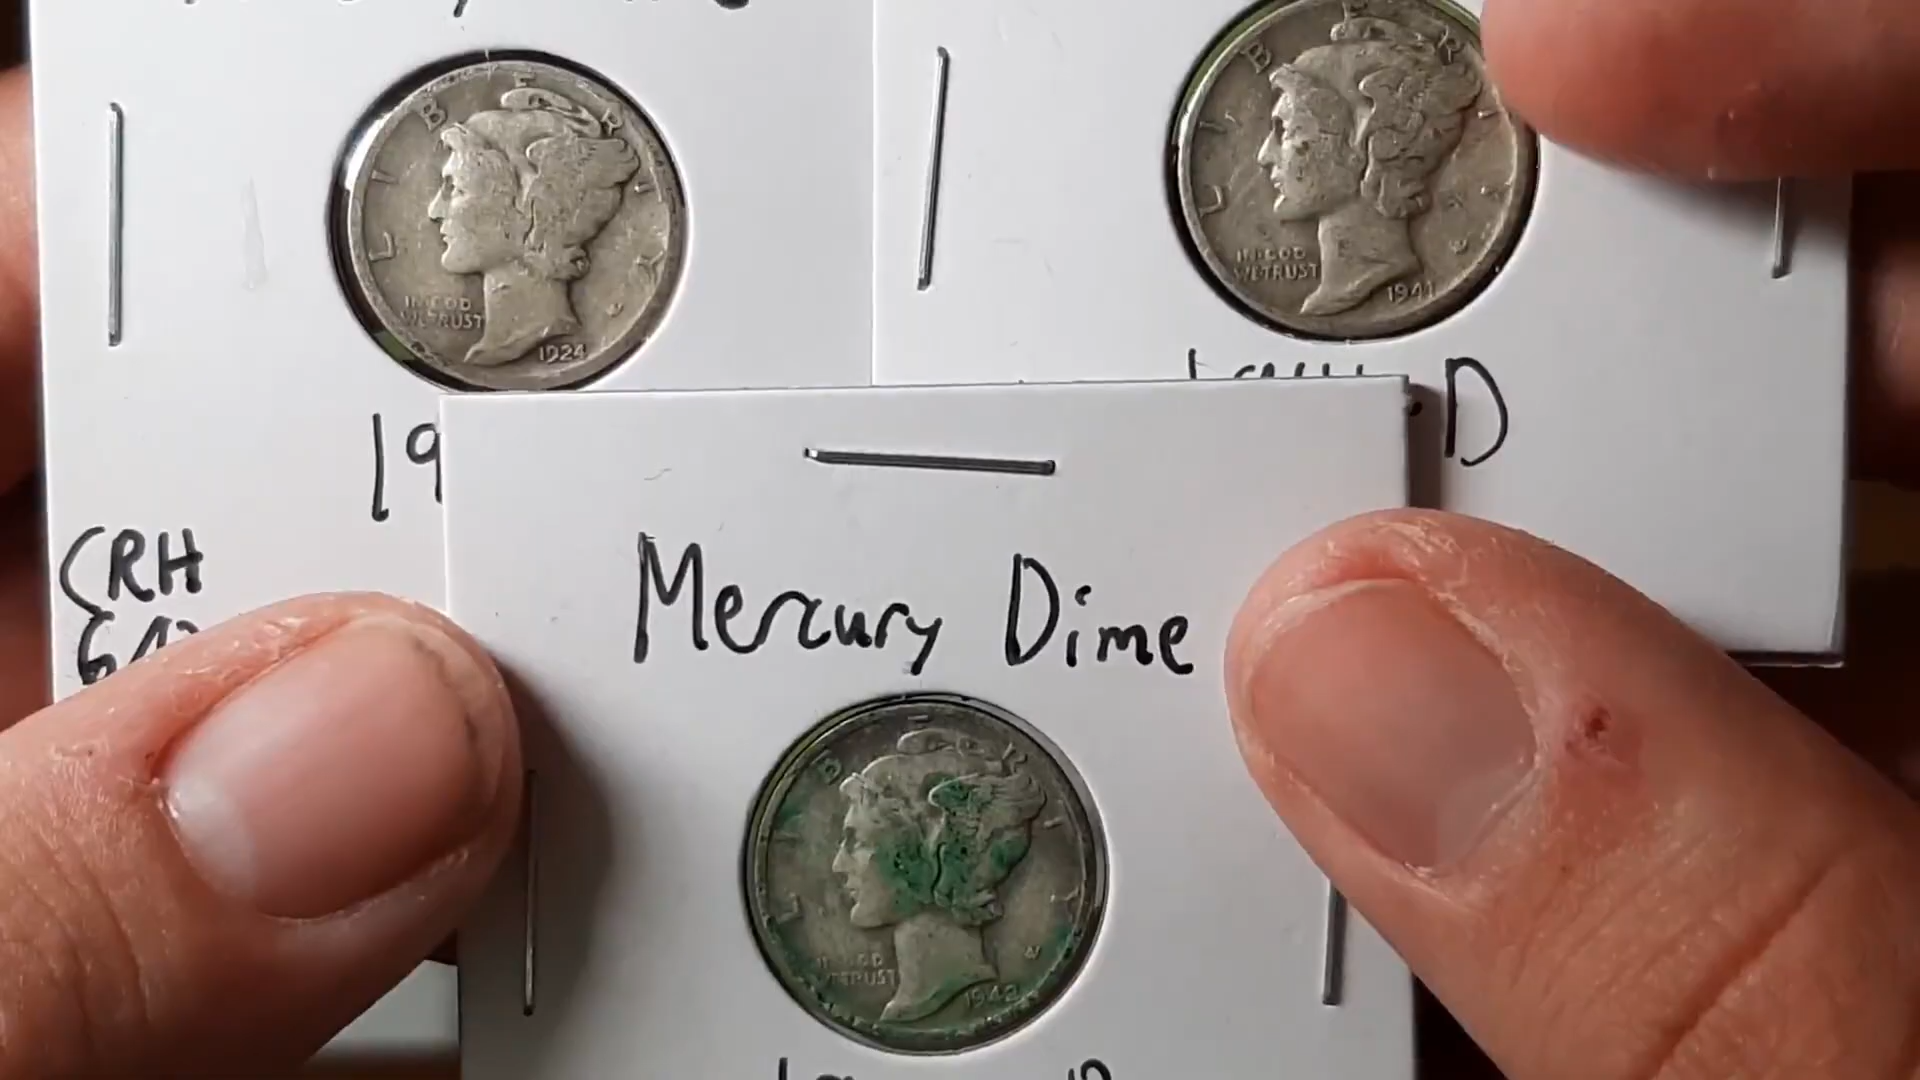 LIBERTY
IN GOD
WE TRUST
1924
19
CRH
LIBERTY
IN GOD
WE TRUST
1941
D
Mercury Dime
LIBERTY
IN GOD
WE TRUST